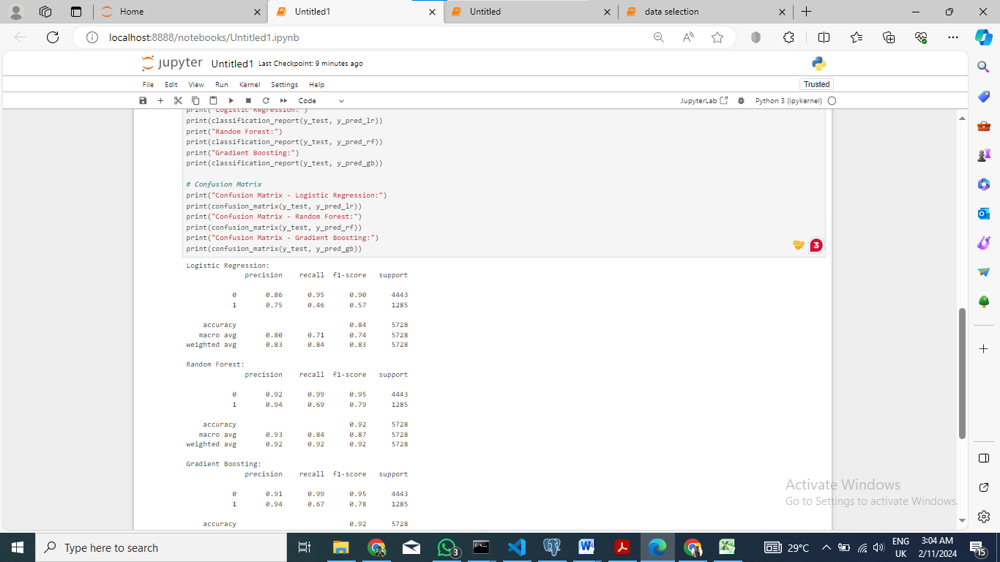 Home
Untitled1
Untitled
data selection
localhost:8888/notebooks/Untitled1.ipynb
jupyter Untitled1 Last Checkpoint: 9 minutes ago
File Edit View Run Kernel Settings Help
Trusted
Code
JupyterLab
Python 3 (ipykernel)
print("Logistic Regression:")
print(classification_report(y_test, y_pred_lr))
print("Random Forest:")
print(classification_report(y_test, y_pred_rf))
print("Gradient Boosting:")
print(classification_report(y_test, y_pred_gb))
# Confusion Matrix
print("Confusion Matrix - Logistic Regression:")
print(confusion_matrix(y_test, y_pred_lr))
print("Confusion Matrix - Random Forest:")
print(confusion_matrix(y_test, y_pred_rf))
print("Confusion Matrix - Gradient Boosting:")
print(confusion_matrix(y_test, y_pred_gb))
3
Logistic Regression:
precision recall f1-score support
0 0.86 0.95 0.90 4443
1 0.75 0.46 0.57 1285
accuracy 0.84 5728
macro avg 0.80 0.71 0.74 5728
weighted avg 0.83 0.84 0.83 5728
Random Forest:
precision recall f1-score support
0 0.92 0.99 0.95 4443
1 0.94 0.69 0.79 1285
accuracy 0.92 5728
macro avg 0.93 0.84 0.87 5728
weighted avg 0.92 0.92 0.92 5728
Gradient Boosting:
precision recall f1-score support
0 0.91 0.99 0.95 4443
1 0.94 0.67 0.78 1285
accuracy 0.92 5728
Activate Windows
Go to Settings to activate Windows.
Type here to search
3
29°C
ENG
UK
3:04 AM
2/11/2024
15